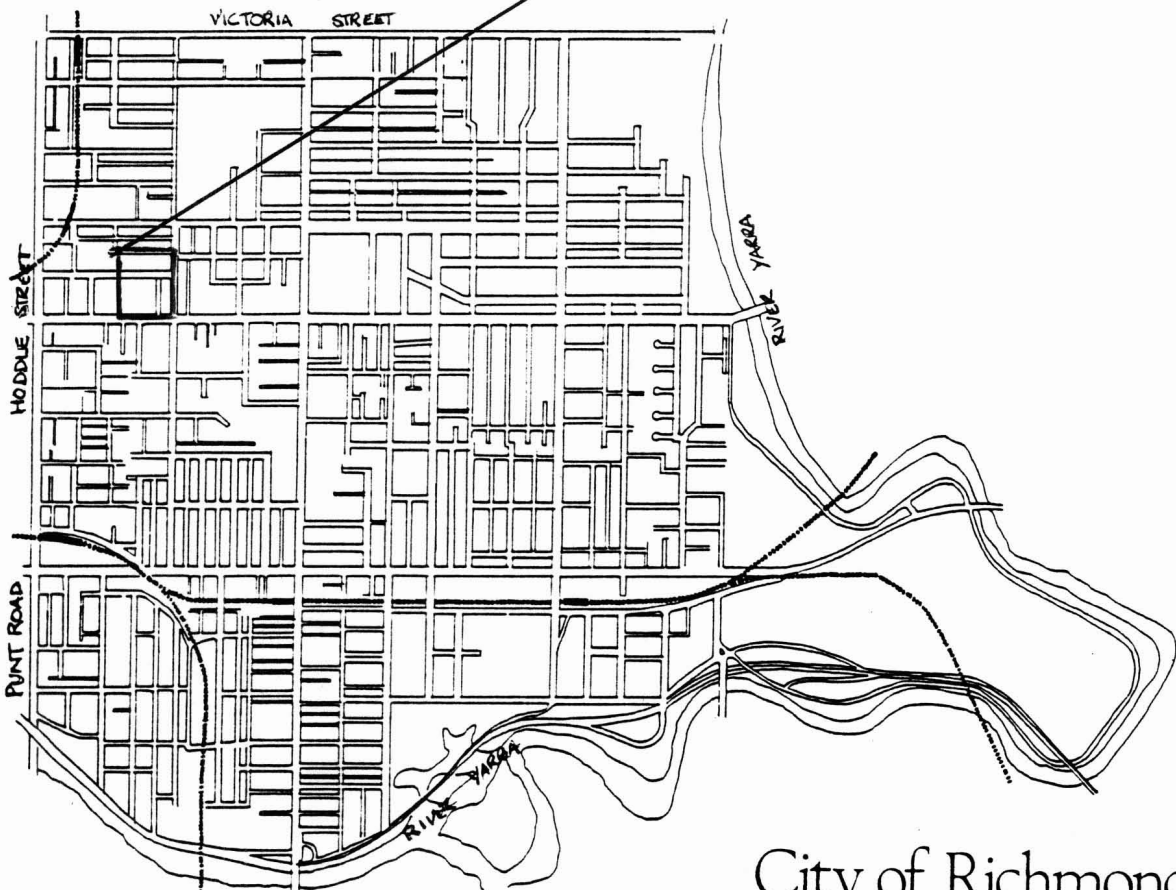 VICTORIA STREET
HODDLE STREET
RIVER YARRA
PUNT ROAD
RIVER YARRA
City of Richmond